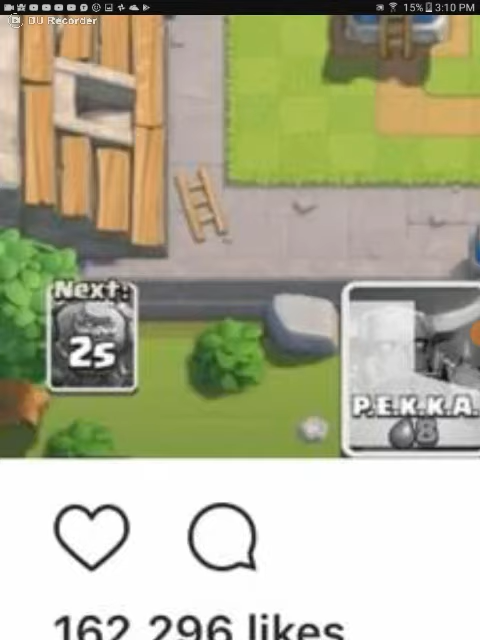 15% 3:10 PM
DU Recorder
Next:
2s
P.E.K.K.A.
8
162,296 likes